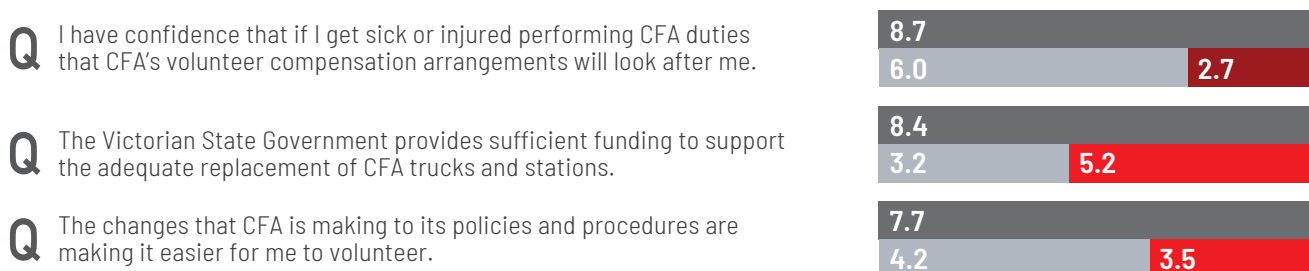 Q I have confidence that if I get sick or injured performing CFA duties
that CFA's volunteer compensation arrangements will look after me.
8.7
6.0 2.7
Q The Victorian State Government provides sufficient funding to support
the adequate replacement of CFA trucks and stations.
8.4
3.2 5.2
Q The changes that CFA is making to its policies and procedures are
making it easier for me to volunteer.
7.7
4.2 3.5